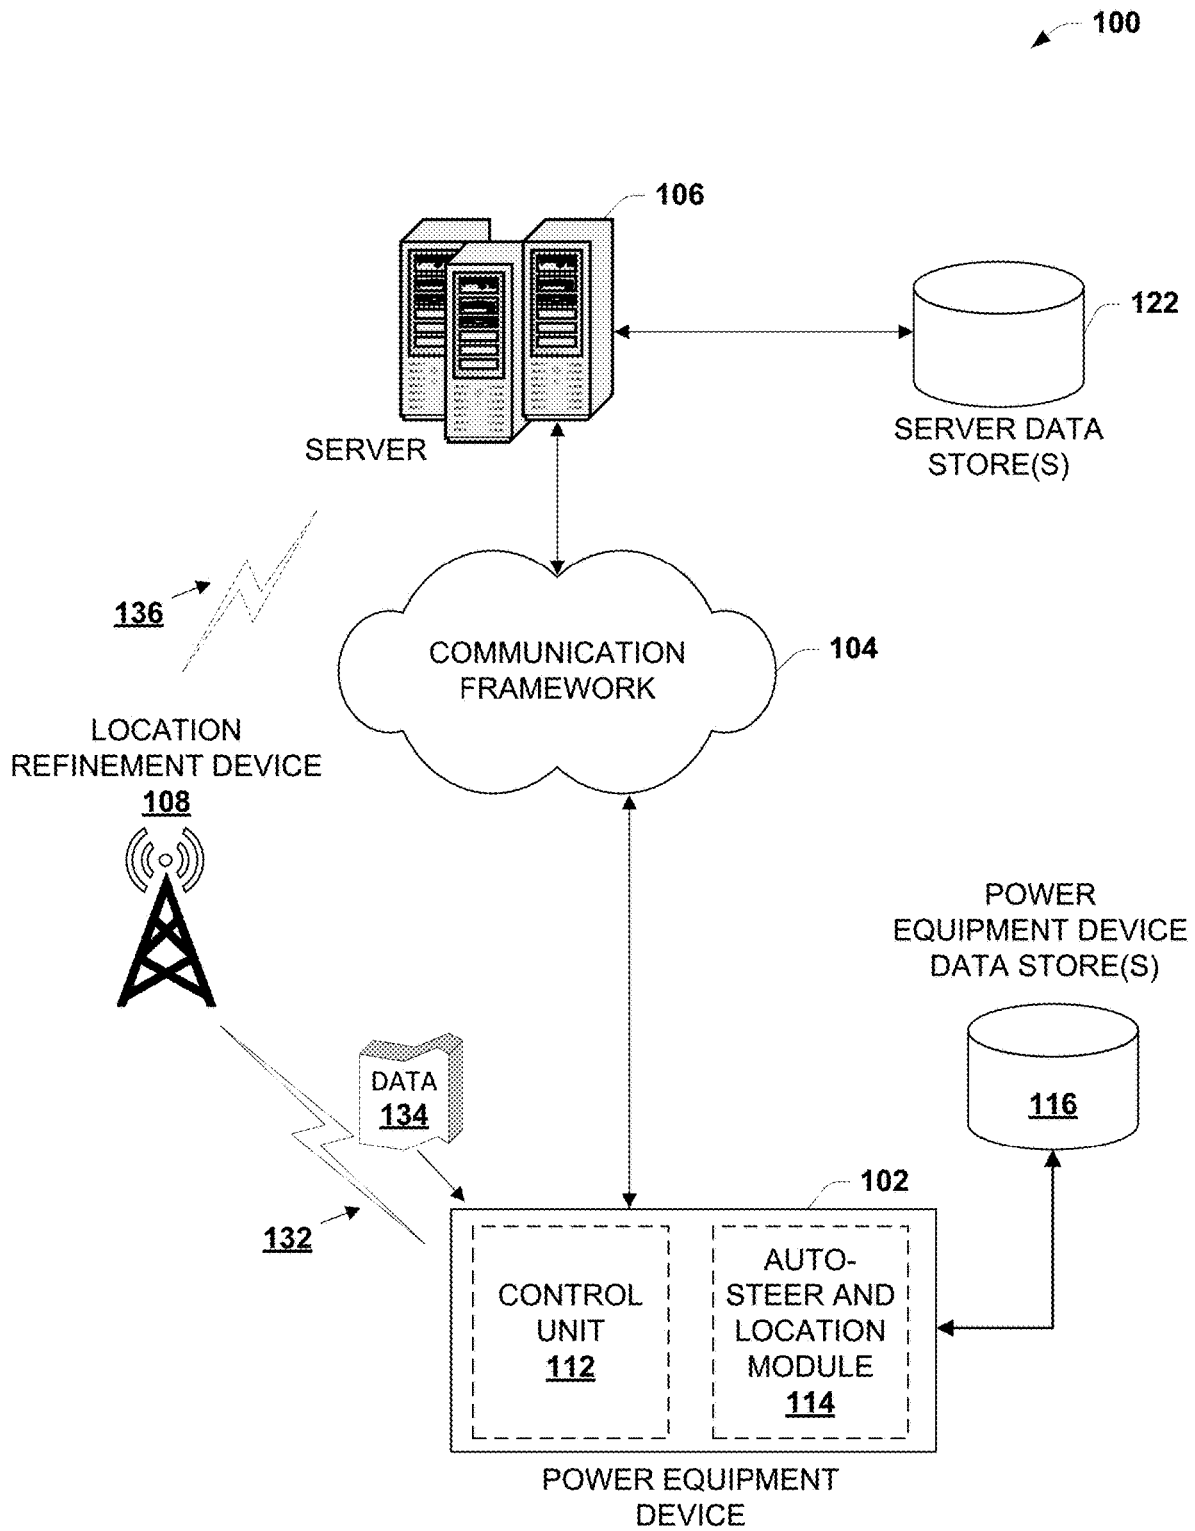 100
106
122
SERVER
SERVER DATA
STORE(S)
136
COMMUNICATION
FRAMEWORK
104
LOCATION
REFINEMENT DEVICE
108
POWER
EQUIPMENT DEVICE
DATA STORE(S)
116
DATA
134
132
102
CONTROL
UNIT
112
AUTO-
STEER AND
LOCATION
MODULE
114
POWER EQUIPMENT
DEVICE